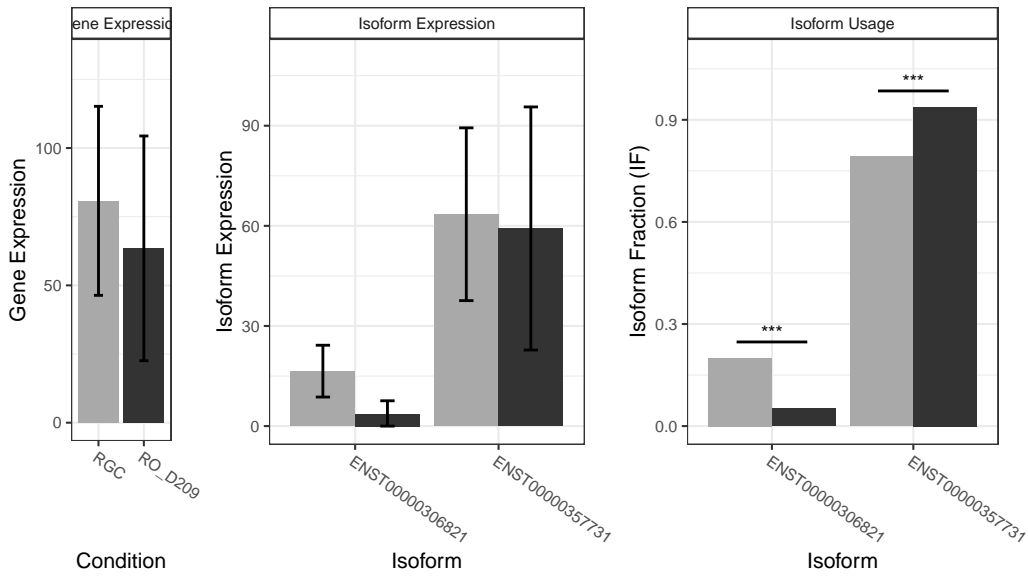 ene Expressio
Gene Expression
100
50
0
RGC
RO_D209
Condition
Isoform Expression
Isoform Expression
90
60
30
0
ENST00000306821
ENST00000357731
Isoform
Isoform Usage
Isoform Fraction (IF)
0.9
0.6
0.3
0.0
***
***
ENST00000306821
ENST00000357731
Isoform